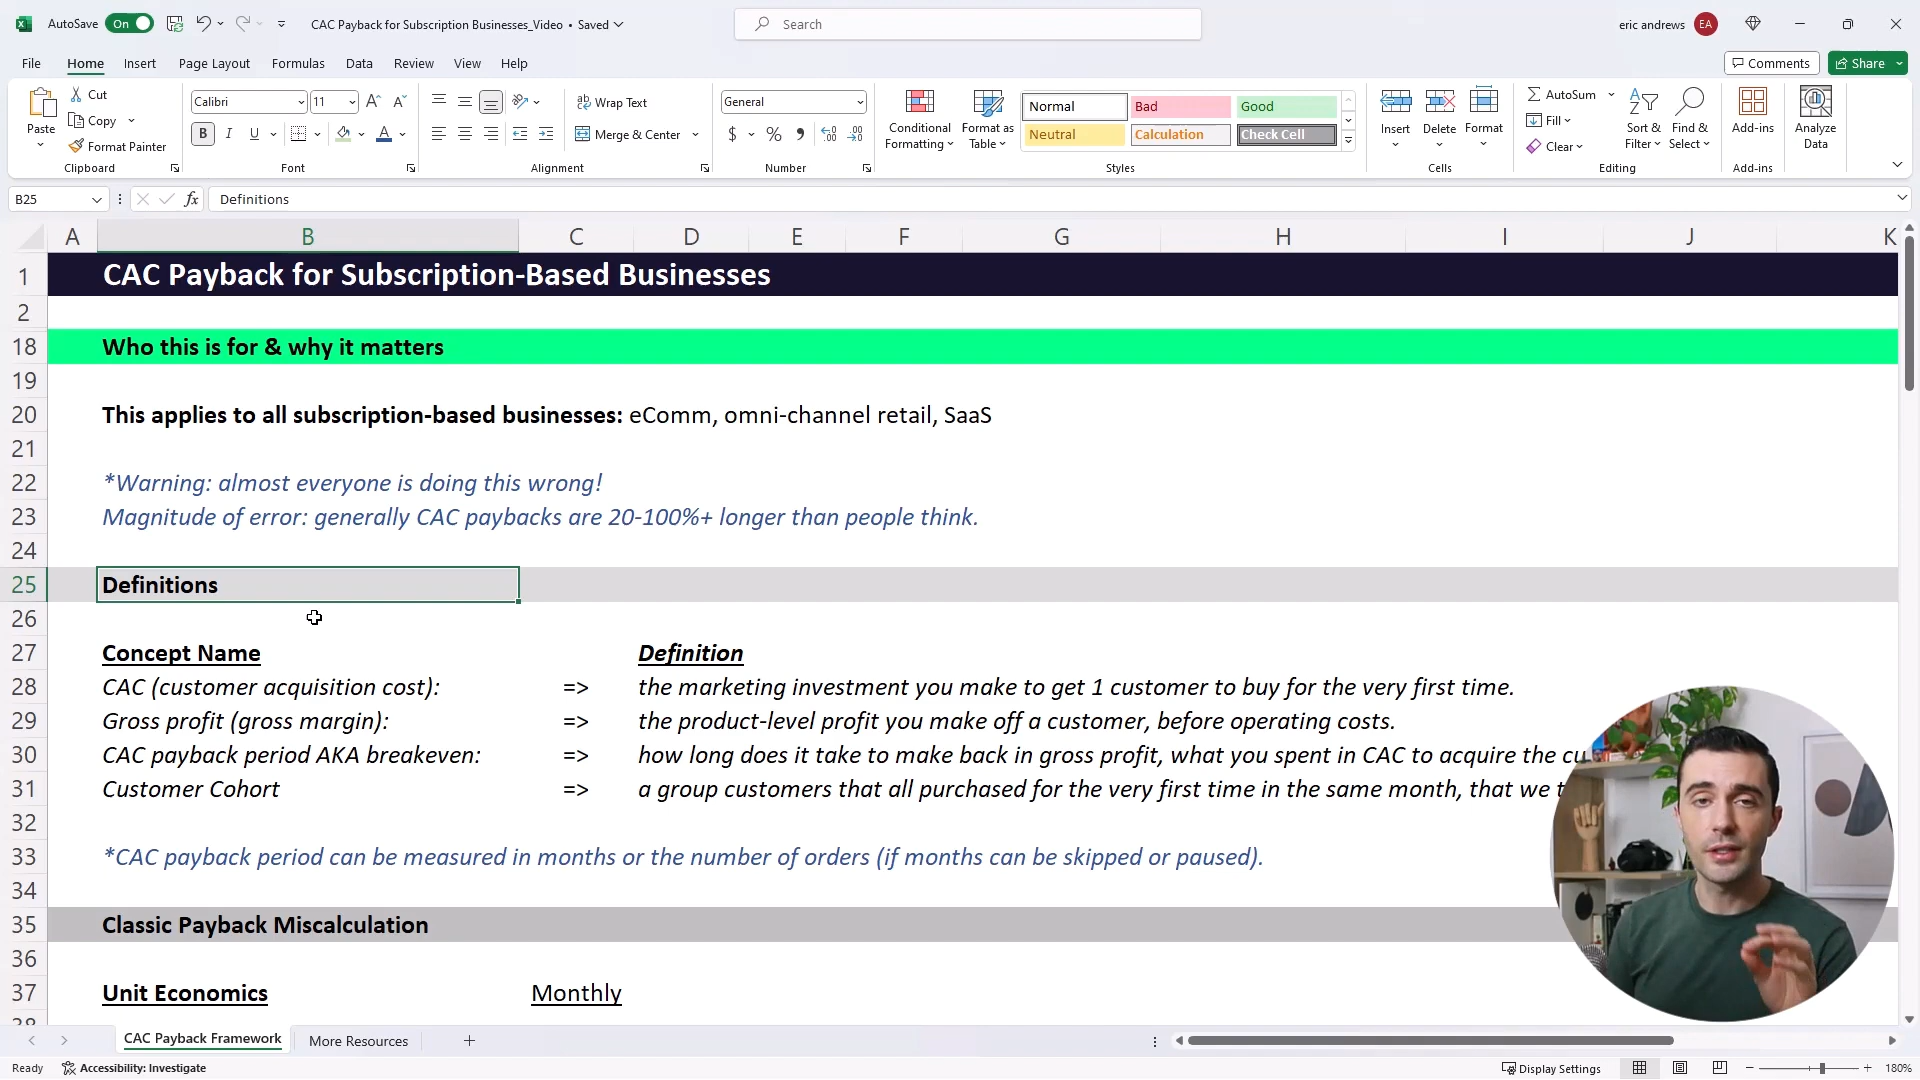 AutoSave On CAC Payback for Subscription Businesses_Video • Saved Search eric andrews EA
File Home Insert Page Layout Formulas Data Review View Help Comments Share
Paste Cut Copy Format Painter Clipboard
Calibri 11 B I U A Font
Wrap Text Merge & Center Alignment
General $ % , Number
Conditional Formatting Format as Table
Normal Bad Good
Neutral Calculation Check Cell
Styles
Insert Delete Format Cells
AutoSum Fill Clear Sort & Filter Find & Select Editing
Add-ins Add-ins
Analyze Data
B25 fx Definitions
A B C D E F G H I J K
1 CAC Payback for Subscription-Based Businesses
2
18 Who this is for & why it matters
19
20 This applies to all subscription-based businesses: eComm, omni-channel retail, SaaS
21
22 *Warning: almost everyone is doing this wrong!
23 Magnitude of error: generally CAC paybacks are 20-100%+ longer than people think.
24
25 Definitions
26
27 Concept Name Definition
28 CAC (customer acquisition cost): => the marketing investment you make to get 1 customer to buy for the very first time.
29 Gross profit (gross margin): => the product-level profit you make off a customer, before operating costs.
30 CAC payback period AKA breakeven: => how long does it take to make back in gross profit, what you spent in CAC to acquire the
31 Customer Cohort => a group customers that all purchased for the very first time in the same month, that we
32
33 *CAC payback period can be measured in months or the number of orders (if months can be skipped or paused).
34
35 Classic Payback Miscalculation
36
37 Unit Economics Monthly
CAC Payback Framework More Resources
Ready Accessibility: Investigate Display Settings 180%